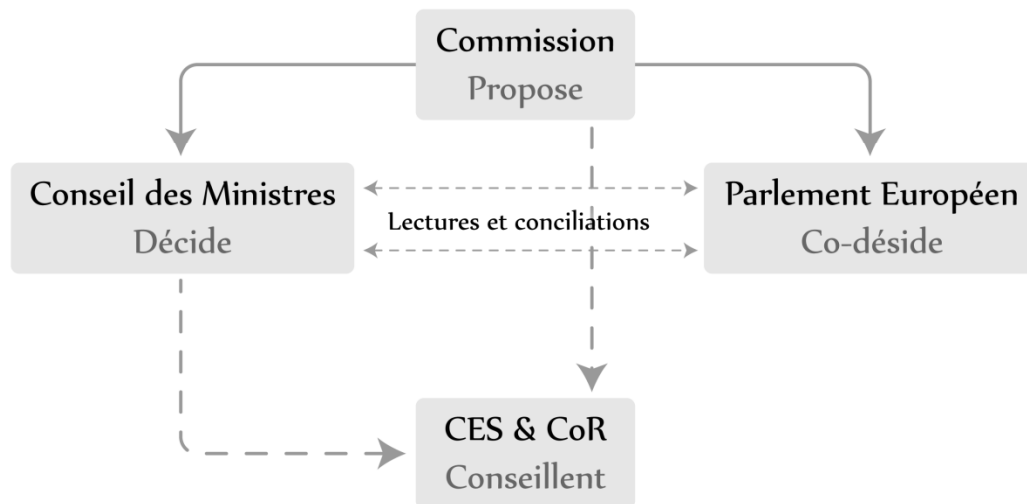 Commission
Propose
Conseil des Ministres
Décide
Lectures et conciliations
Parlement Européen
Co-déside
CES & CoR
Conseillent